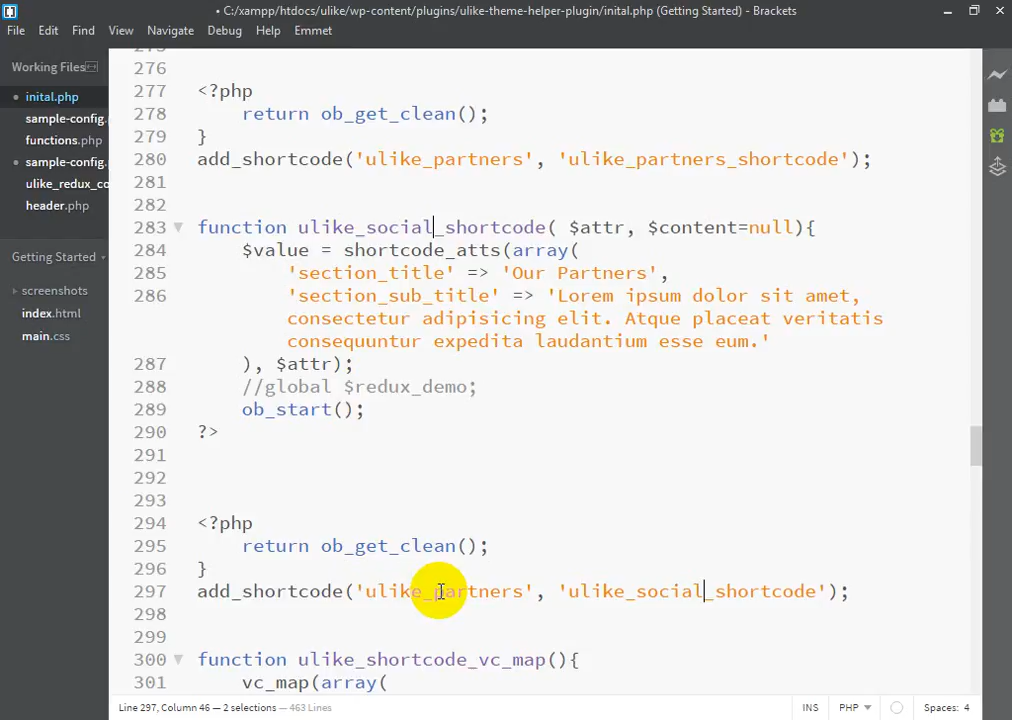 • C:/xampp/htdocs/ulike/wp-content/plugins/ulike-theme-helper-plugin/inital.php (Getting Started) - Brackets
File Edit Find View Navigate Debug Help Emmet
Working Files
inital.php
sample-config.
functions.php
sample-config.
ulike_redux_co
header.php
Getting Started
screenshots
index.html
main.css
276
277 <?php
278 return ob_get_clean();
279 }
280 add_shortcode('ulike_partners', 'ulike_partners_shortcode');
281
282
283 function ulike_social_shortcode( $attr, $content=null){
284 $value = shortcode_atts(array(
285 'section_title' => 'Our Partners',
286 'section_sub_title' => 'Lorem ipsum dolor sit amet,
consectetur adipisicing elit. Atque placeat veritatis
consequuntur expedita laudantium esse eum.'
287 ), $attr);
288 //global $redux_demo;
289 ob_start();
290 ?>
291
292
293
294 <?php
295 return ob_get_clean();
296 }
297 add_shortcode('ulike_partners', 'ulike_social_shortcode');
298
299
300 function ulike_shortcode_vc_map(){
301 vc_map(array(
Line 297, Column 46 — 2 selections — 463 Lines
INS PHP Spaces: 4